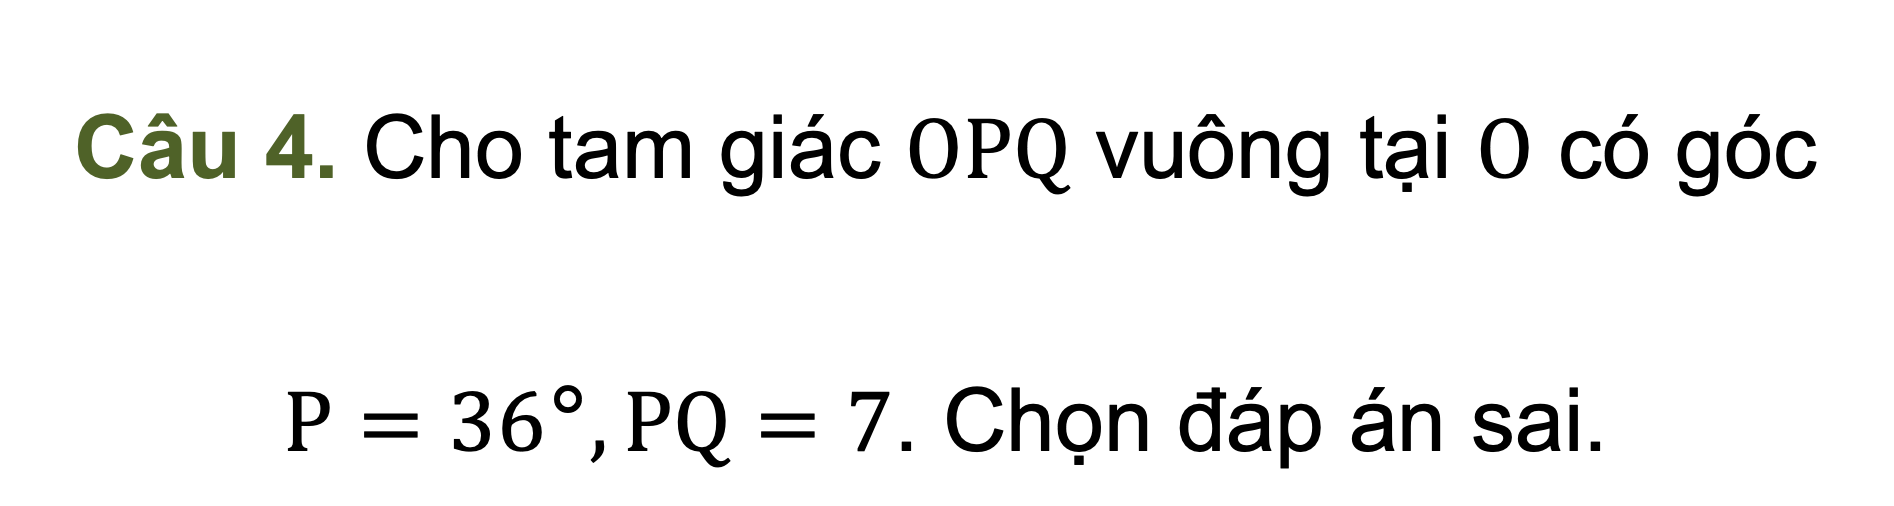 Câu 4. Cho tam giác OPQ vuông tại O có góc
P = 36°, PQ = 7. Chọn đáp án sai.